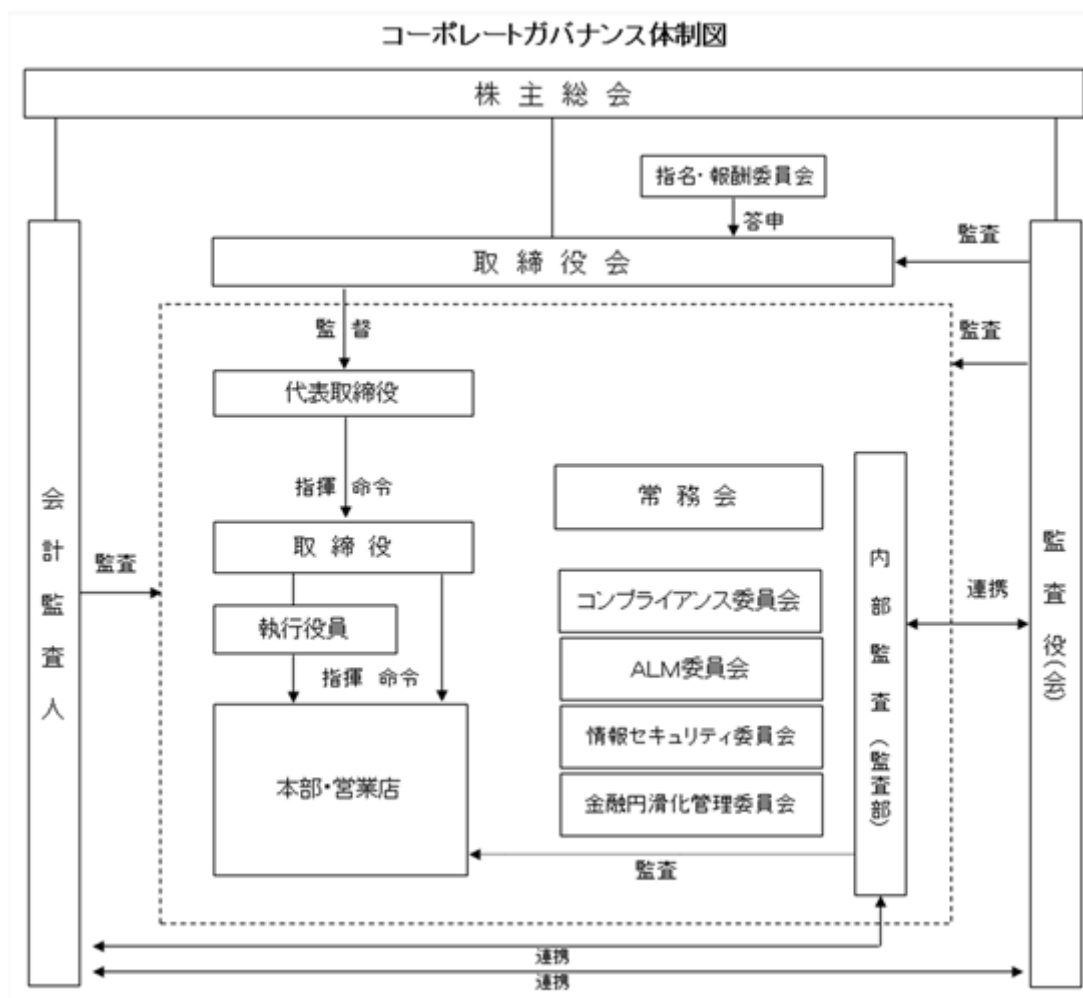 コーポレートガバナンス体制図
株主総会
指名・報酬委員会
答申
監査
取締役会
監督
監査
代表取締役
指揮 命令
常務会
取締役
会計監査人
監査
内部監査(監査部)
連携
監査役(会)
コンプライアンス委員会
執行役員
ALM委員会
指揮 命令
情報セキュリティ委員会
本部・営業店
金融円滑化管理委員会
監査
連携
連携